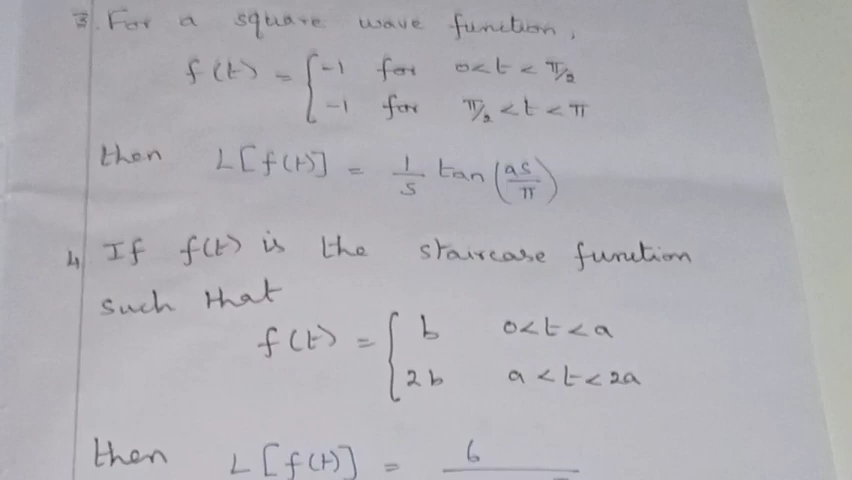 3. For a square wave function,
f(t) = { -1 for 0<t<π/2
-1 for π/2<t<π
then L[f(t)] = 1/s tan(as/π)
4 If f(t) is the staircase function
such that
f(t) = { b 0<t<a
2b a<t<2a
then L[f(t)] = b